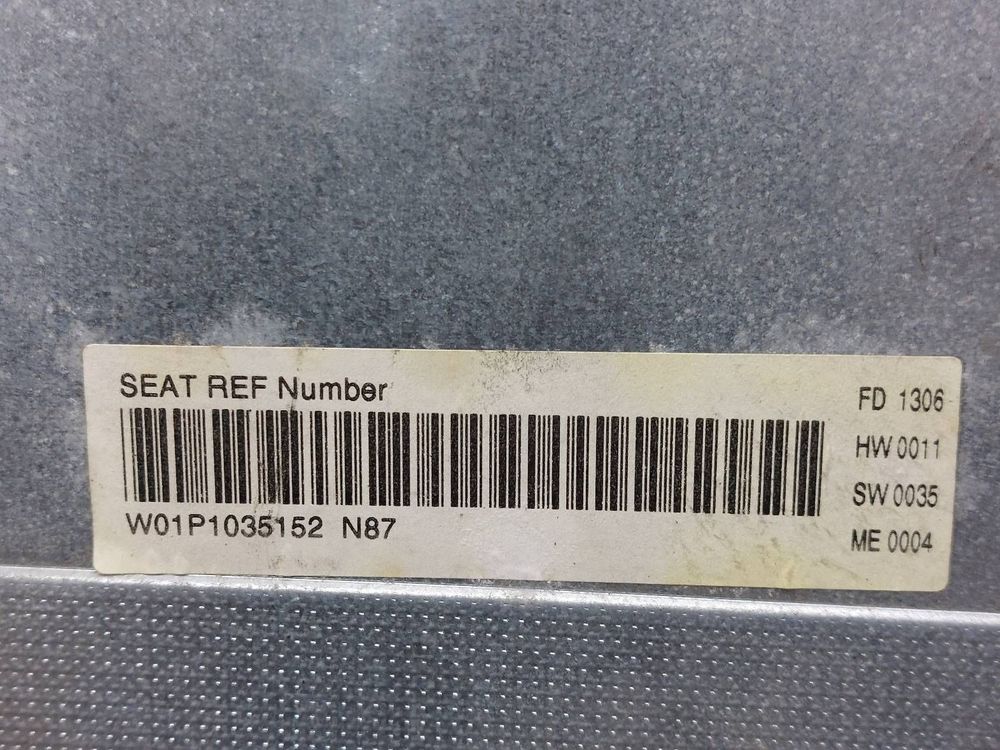 SEAT REF Number
W01P1035152 N87
FD 1306
HW 0011
SW 0035
ME 0004